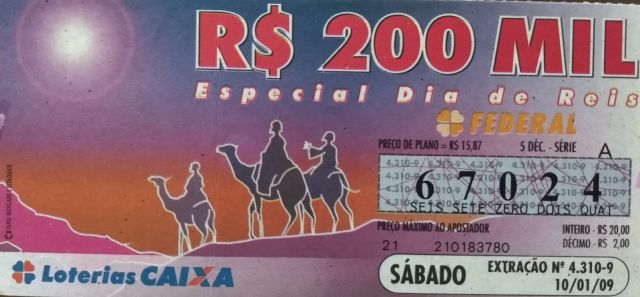 R$ 200 MIL
Especial Dia de Reis
FEDERAL
PREÇO DE PLANO = R$ 15,87 5 DÉC. - SÉRIE A
67024
SEIS SETE ZERO DOIS QUAT
PREÇO MÁXIMO AO APOSTADOR
INTEIRO - R$ 20,00
21 210183780
DÉCIMO - R$ 2,00
Loterias CAIXA
SÁBADO
EXTRAÇÃO Nº 4.310-9
10/01/09